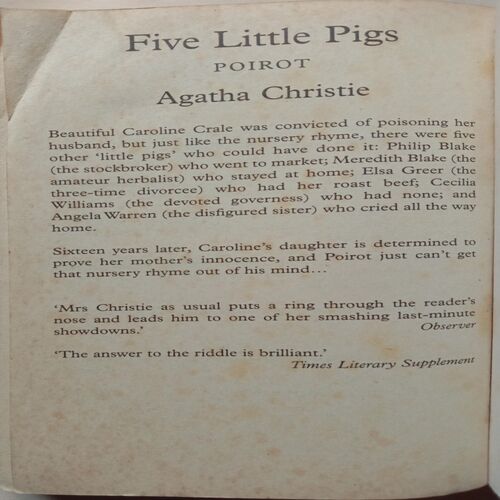 Five Little Pigs
POIROT
Agatha Christie
Beautiful Caroline Crale was convicted of poisoning her
husband, but just like the nursery rhyme, there were five
other ‘little pigs’ who could have done it: Philip Blake
(the stockbroker) who went to market; Meredith Blake (the
amateur herbalist) who stayed at home; Elsa Greer (the
three-time divorcee) who had her roast beef; Cecilia
Williams (the devoted governess) who had none; and
Angela Warren (the disfigured sister) who cried all the way
home.
Sixteen years later, Caroline’s daughter is determined to
prove her mother’s innocence, and Poirot just can’t get
that nursery rhyme out of his mind…
‘Mrs Christie as usual puts a ring through the reader’s
nose and leads him to one of her smashing last-minute
showdowns.’ Observer
‘The answer to the riddle is brilliant.’
Times Literary Supplement